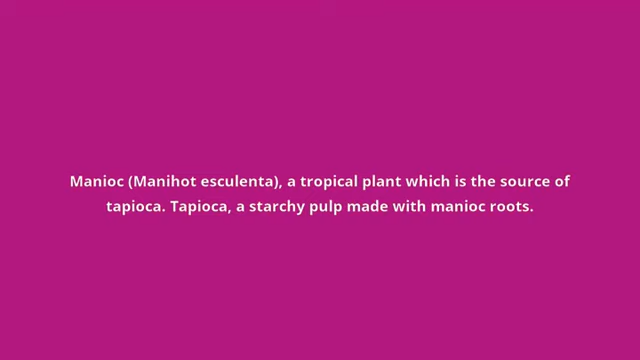 Manioc (Manihot esculenta), a tropical plant which is the source of
tapioca. Tapioca, a starchy pulp made with manioc roots.